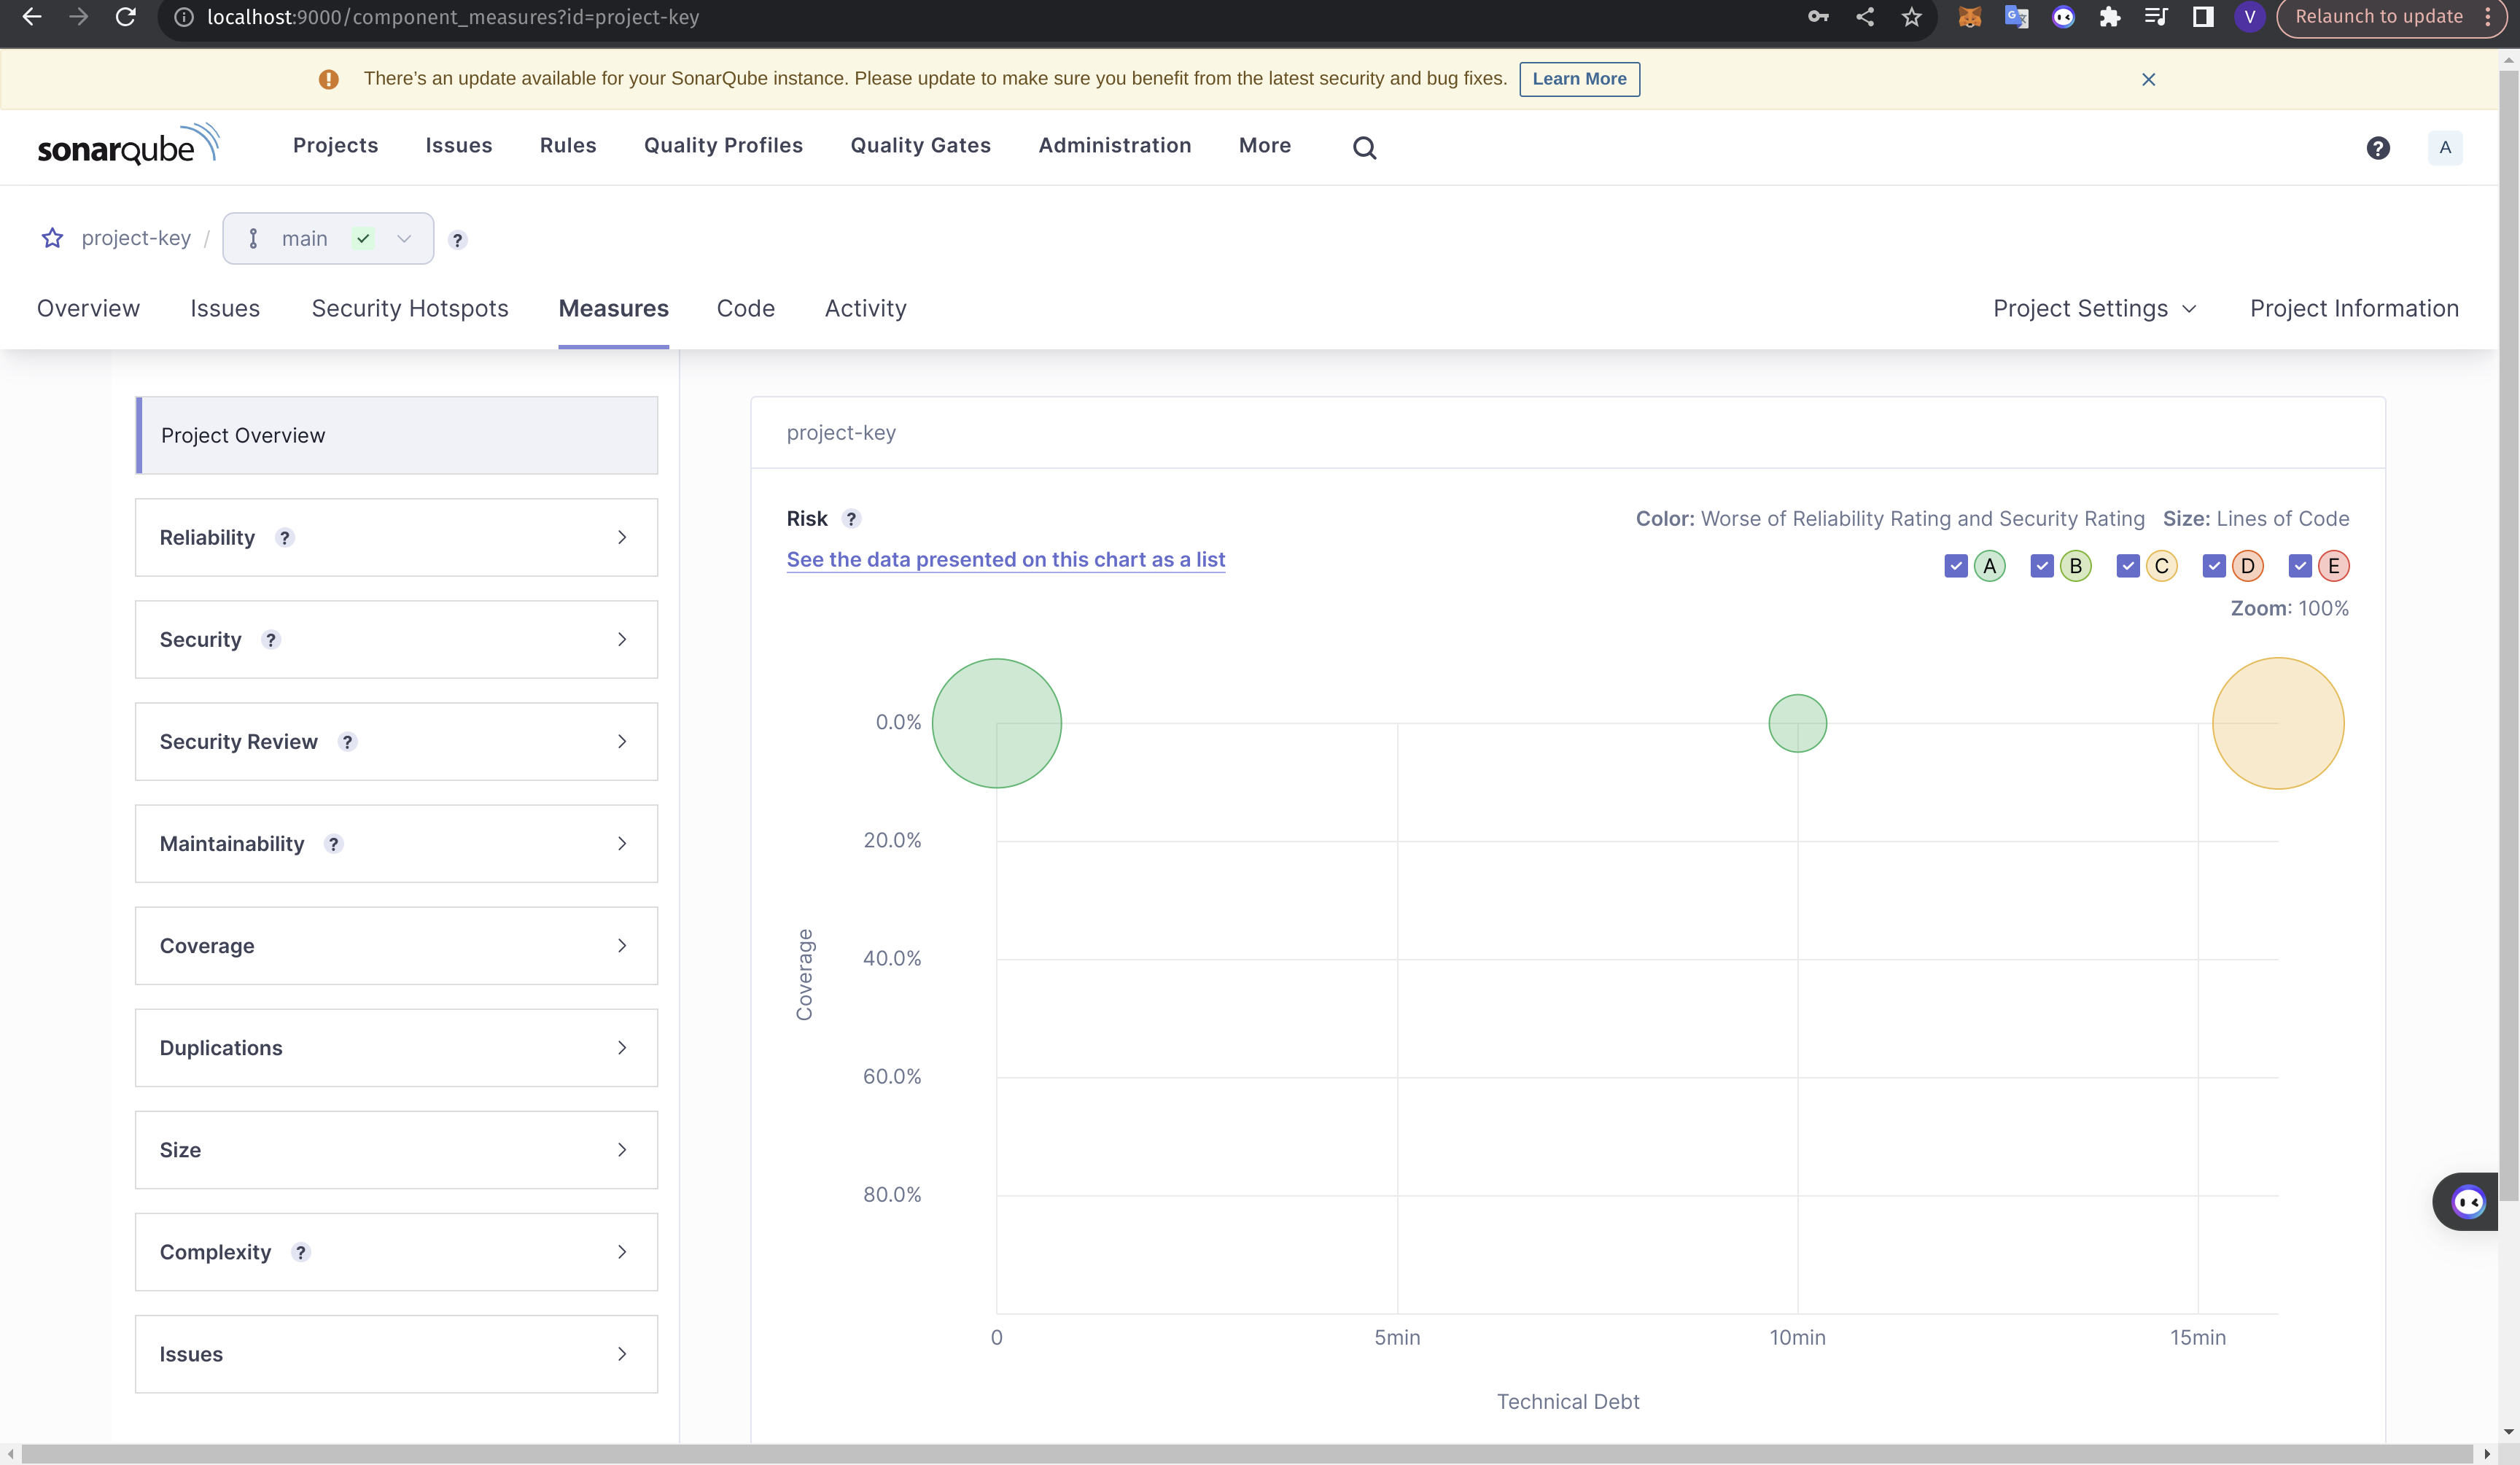 localhost:9000/component_measures?id=project-key
V
Relaunch to update
There’s an update available for your SonarQube instance. Please update to make sure you benefit from the latest security and bug fixes. Learn More
sonarqube Projects Issues Rules Quality Profiles Quality Gates Administration More ? A
project-key / main ?
Overview Issues Security Hotspots Measures Code Activity Project Settings Project Information
Project Overview
Reliability ?
Security ?
Security Review ?
Maintainability ?
Coverage
Duplications
Size
Complexity ?
Issues
project-key
Risk ? Color: Worse of Reliability Rating and Security Rating Size: Lines of Code
See the data presented on this chart as a list
A B C D E
Zoom: 100%
0.0%
20.0%
40.0%
60.0%
80.0%
Coverage
0 5min 10min 15min
Technical Debt